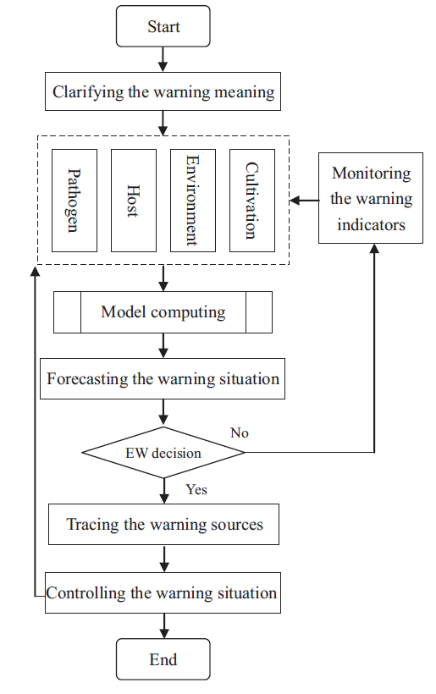 Start
Clarifying the warning meaning
Pathogen
Host
Environment
Cultivation
Monitoring
the warning
indicators
Model computing
Forecasting the warning situation
No
EW decision
Yes
Tracing the warning sources
Controlling the warning situation
End